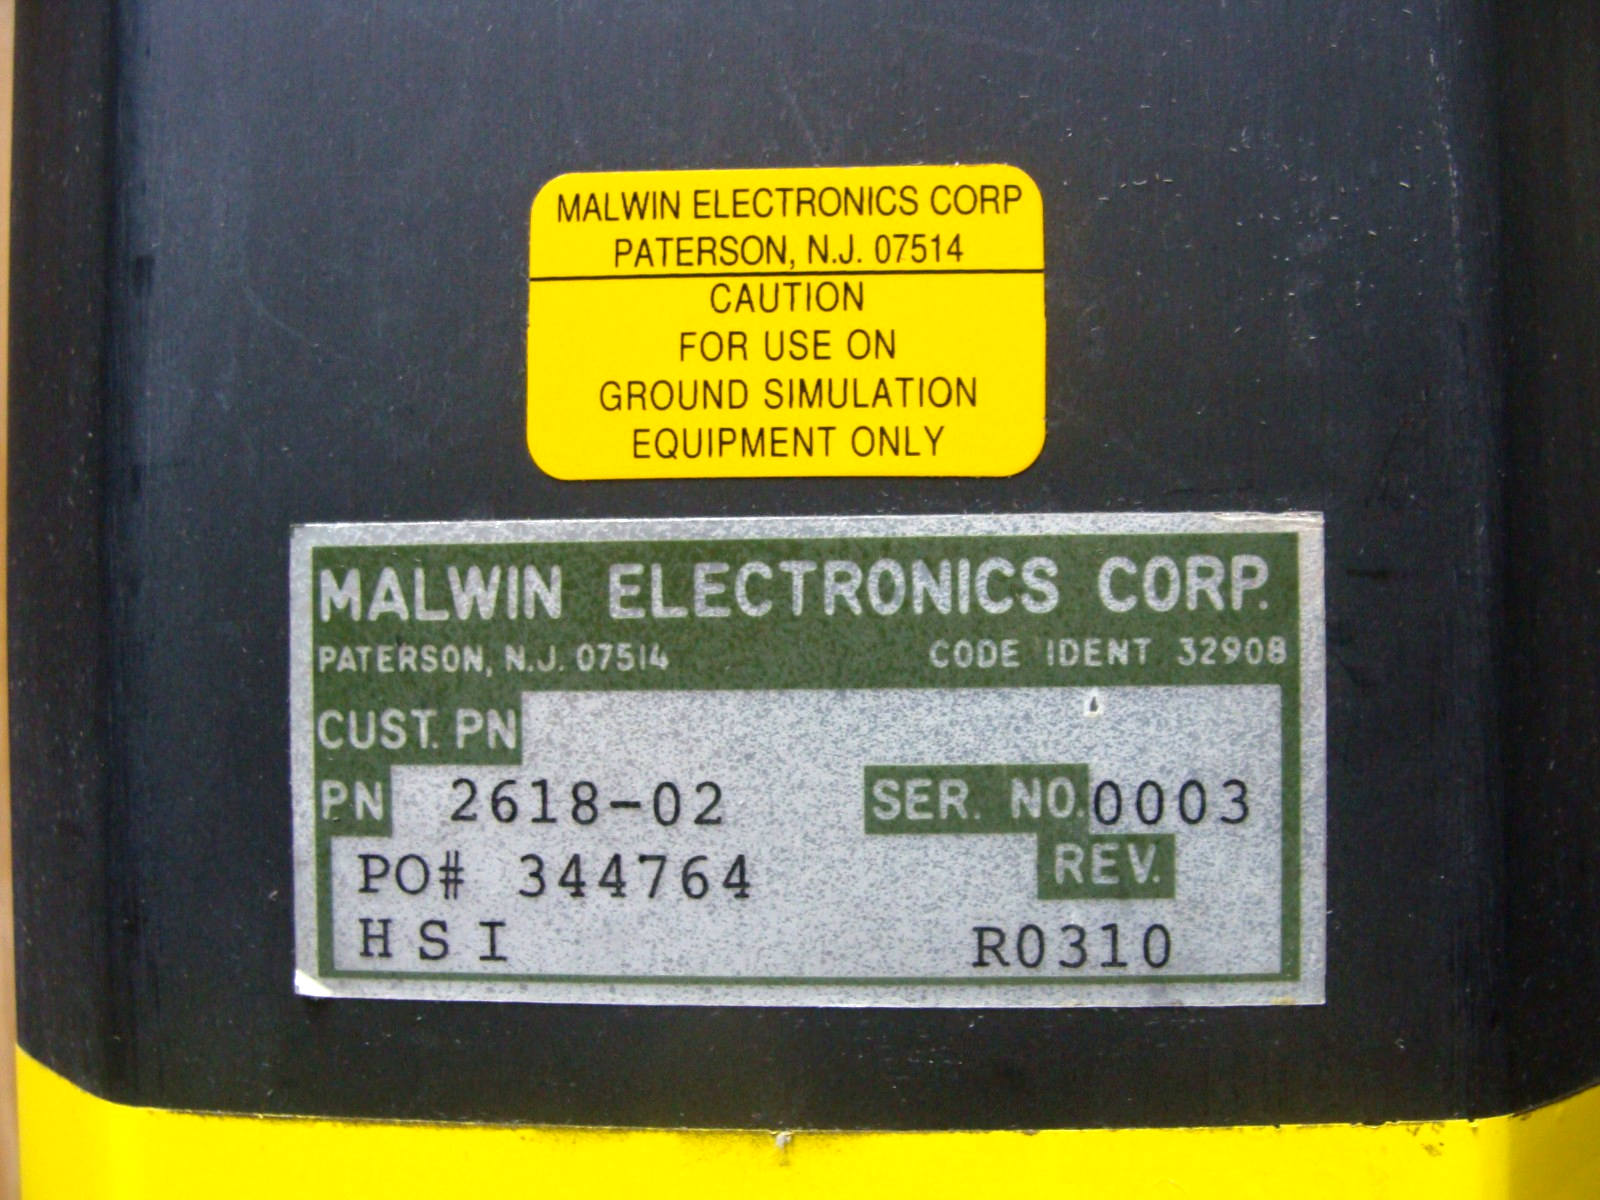 MALWIN ELECTRONICS CORP
PATERSON, N.J. 07514
CAUTION
FOR USE ON
GROUND SIMULATION
EQUIPMENT ONLY
MALWIN ELECTRONICS CORP.
PATERSON, N.J. 07514 CODE IDENT 32908
CUST. PN
PN 2618-02 SER. NO. 0003
PO# 344764 REV.
HSI R0310